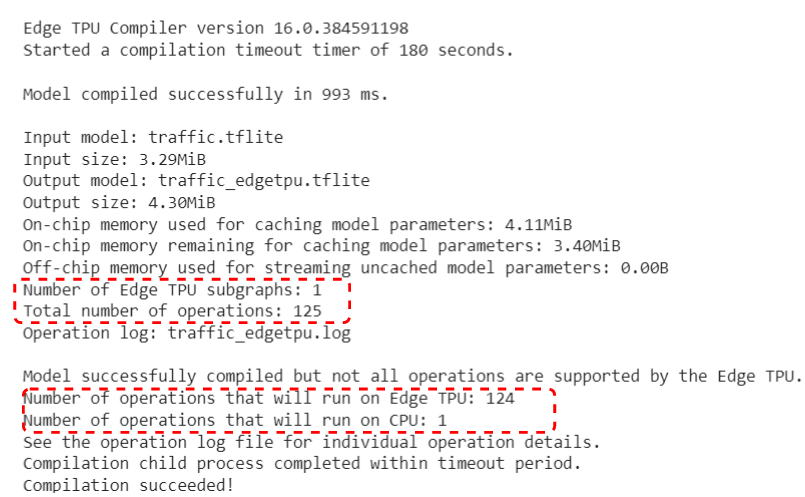 Edge TPU Compiler version 16.0.384591198
Started a compilation timeout timer of 180 seconds.
Model compiled successfully in 993 ms.
Input model: traffic.tflite
Input size: 3.29MiB
Output model: traffic_edgetpu.tflite
Output size: 4.30MiB
On-chip memory used for caching model parameters: 4.11MiB
On-chip memory remaining for caching model parameters: 3.40MiB
Off-chip memory used for streaming uncached model parameters: 0.00B
Number of Edge TPU subgraphs: 1
Total number of operations: 125
Operation log: traffic_edgetpu.log
Model successfully compiled but not all operations are supported by the Edge TPU.
Number of operations that will run on Edge TPU: 124
Number of operations that will run on CPU: 1
See the operation log file for individual operation details.
Compilation child process completed within timeout period.
Compilation succeeded!